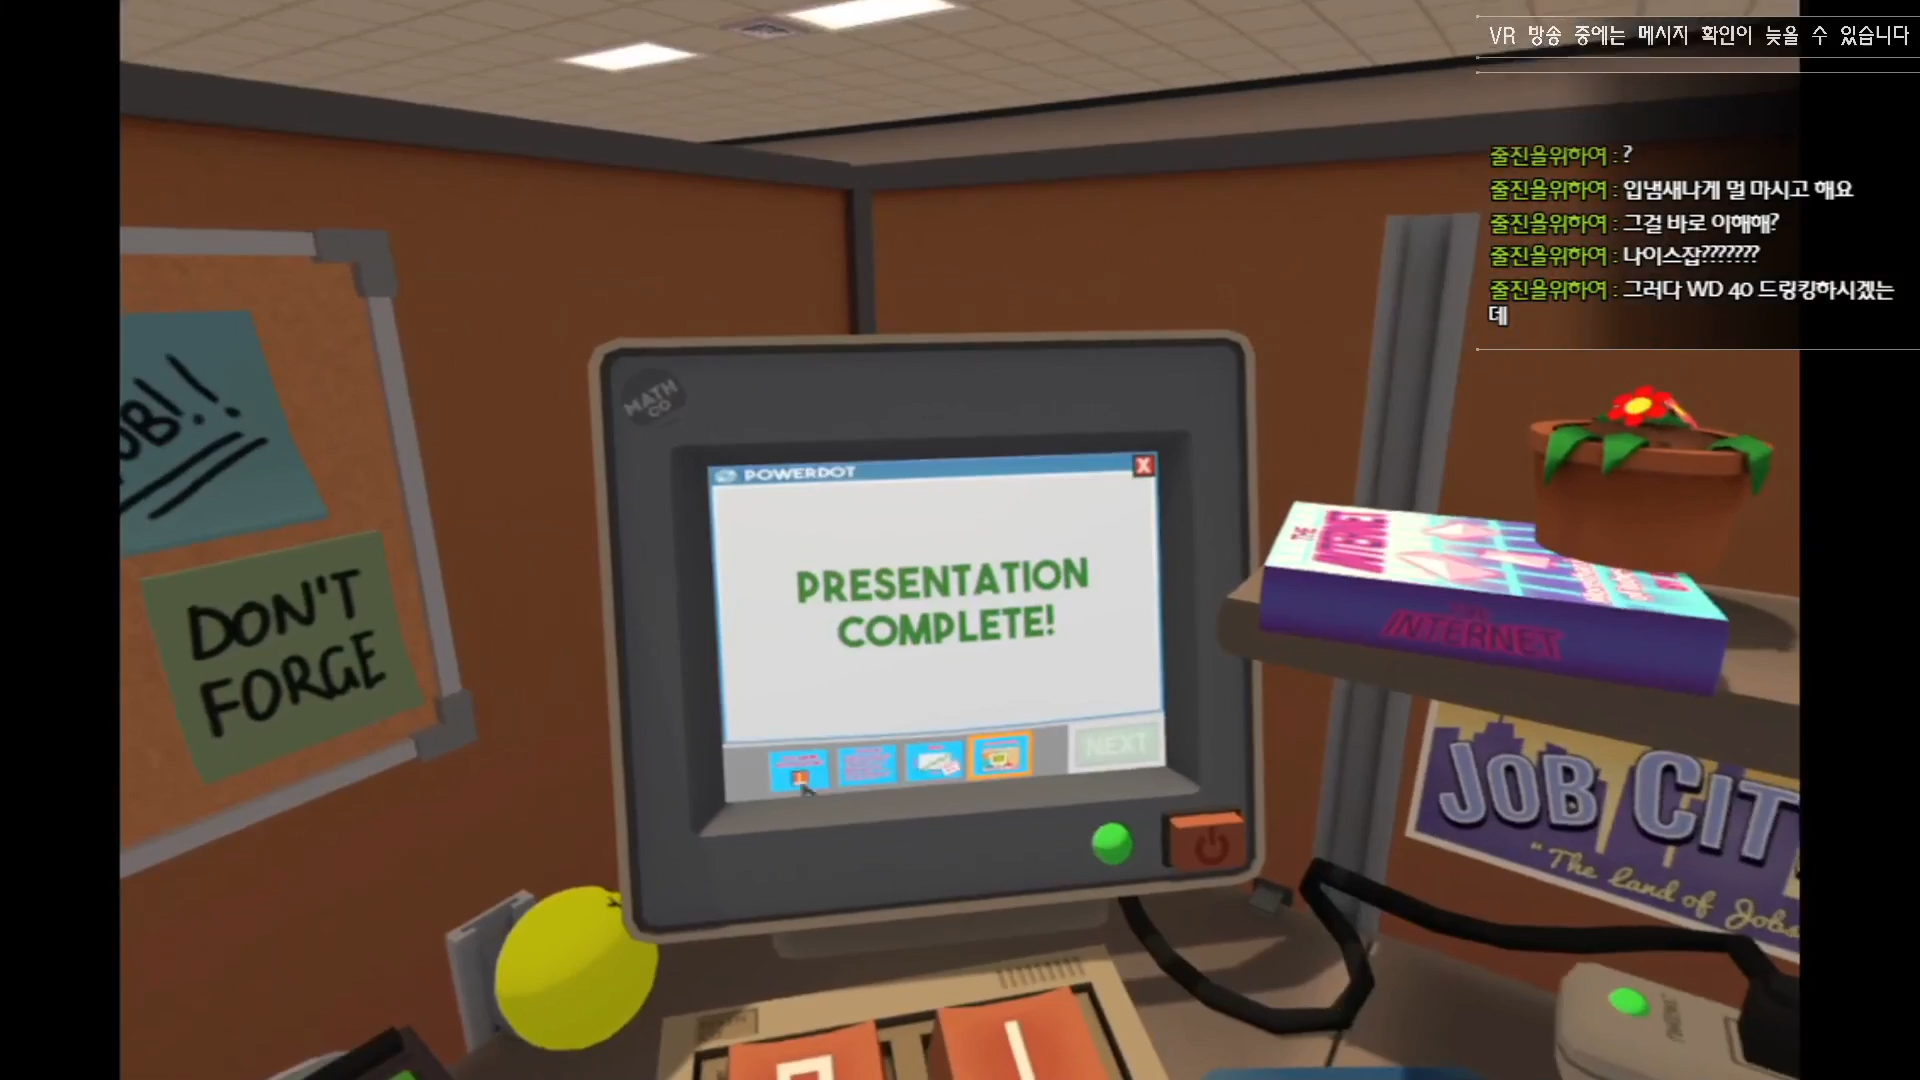 VR 방송 중에는 메시지 확인이 늦을 수 있습니다
줄진을위하여 : ?
줄진을위하여 : 입냄새나게 멀 마시고 해요
줄진을위하여 : 그걸 바로 이해해?
줄진을위하여 : 나이스잡???????
줄진을위하여 : 그러다 WD 40 드링킹하시겠는
데
OB!!
DON'T
FORGE
MATH
CO
POWERDOT
X
PRESENTATION
COMPLETE!
NEXT
THE
INTERNET
INTERNET
JOB CIT
"The land of Jobs
0
1